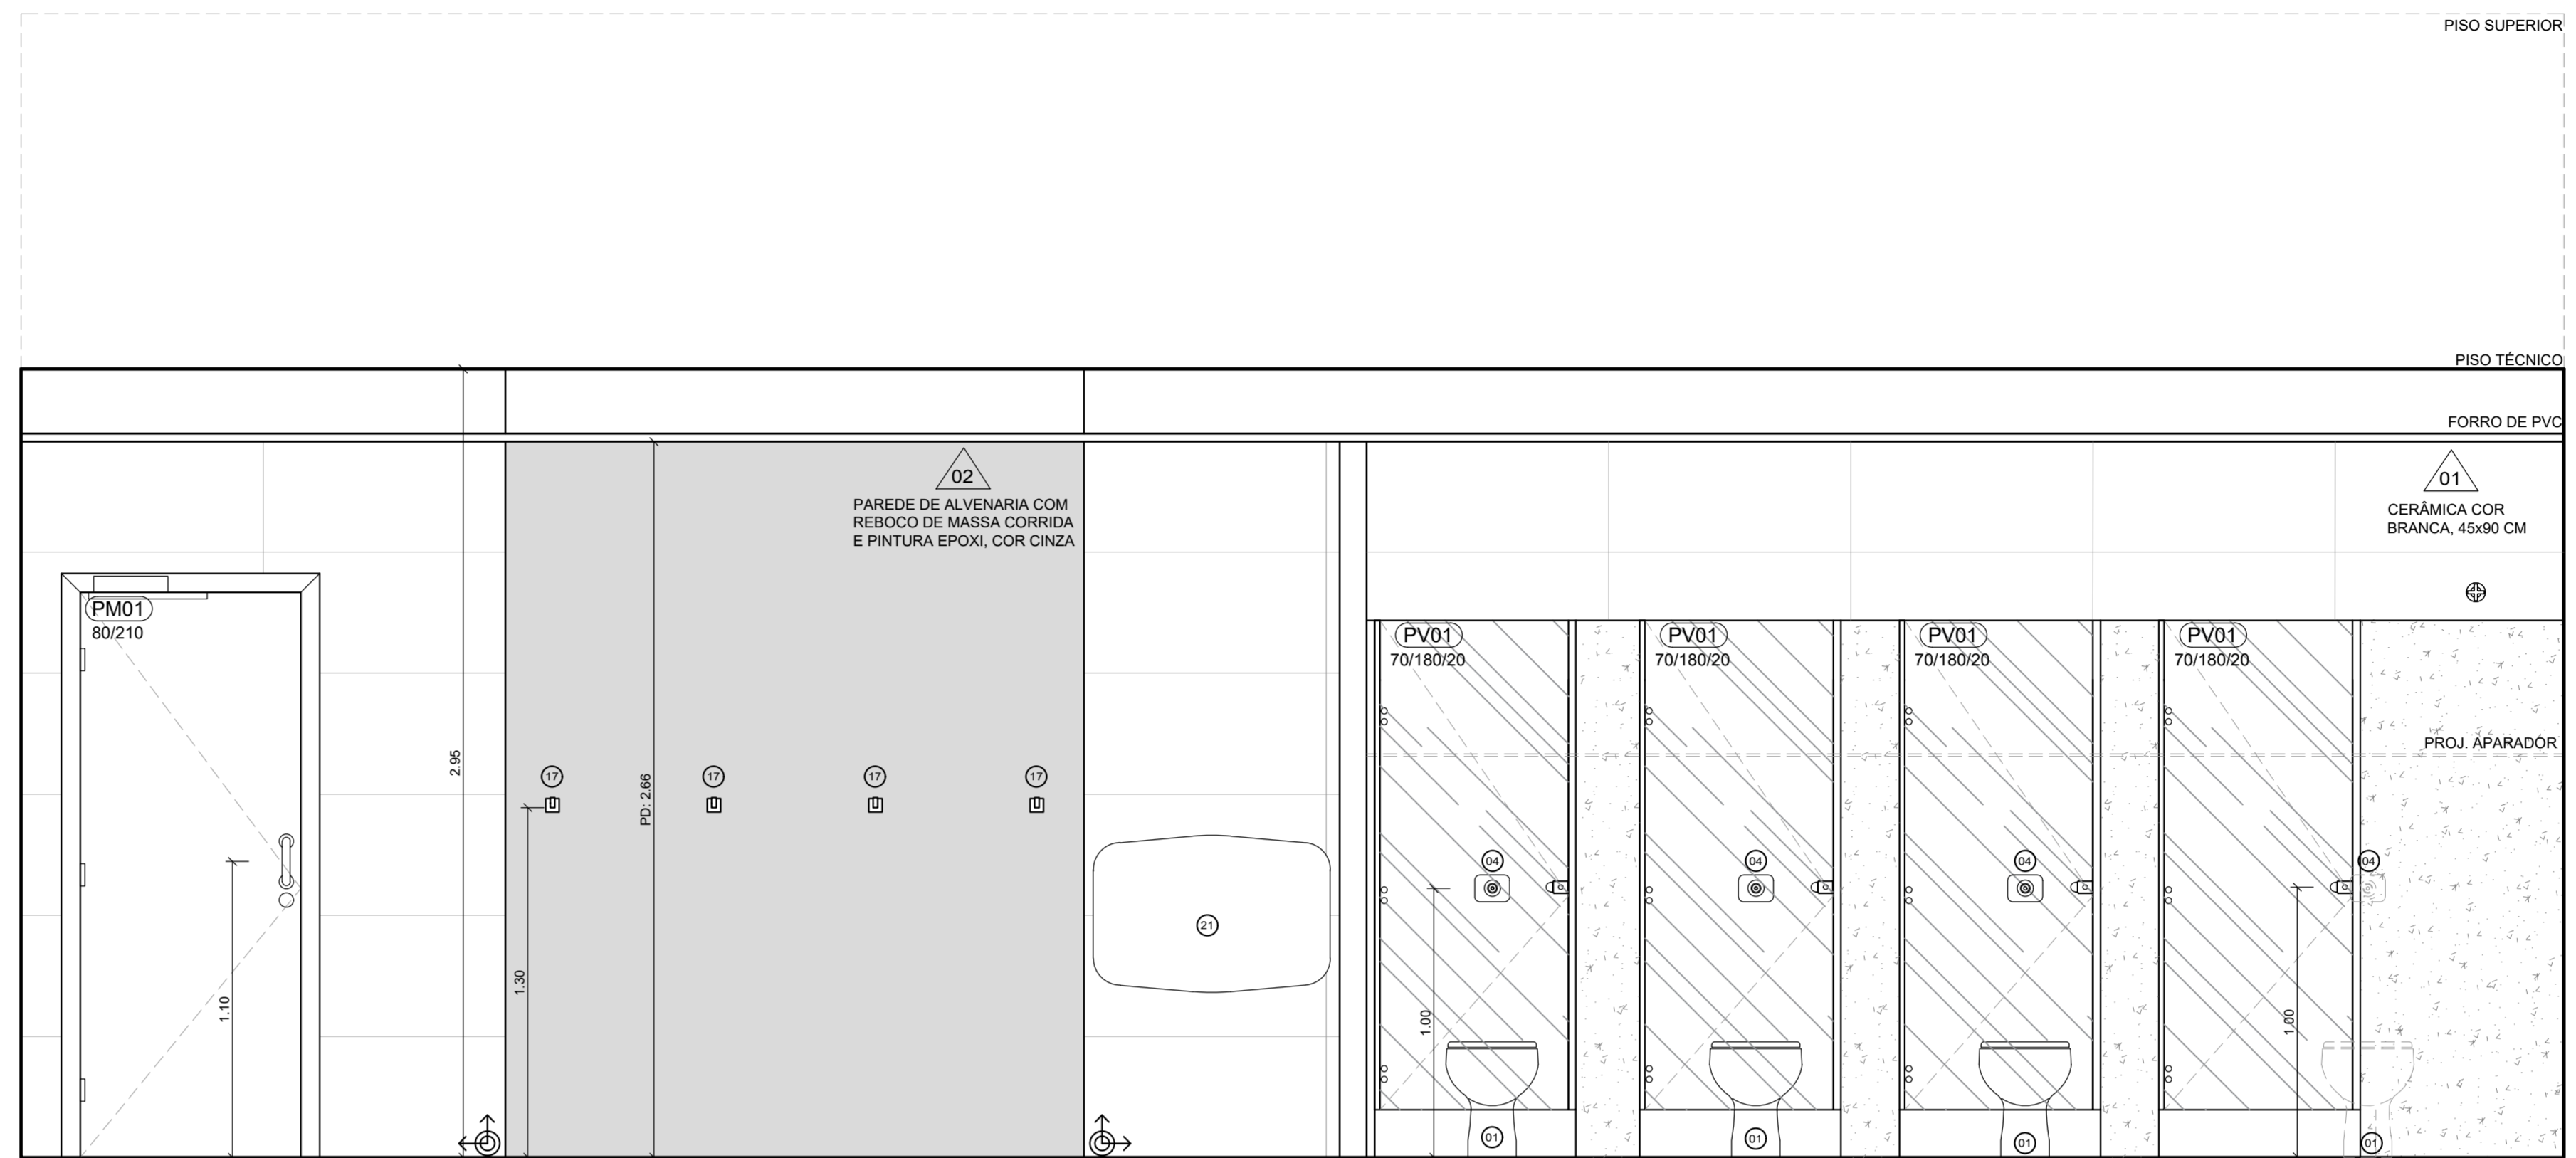 PISO SUPERIOR
PISO TÉCNICO
FORRO DE PVC
02
PAREDE DE ALVENARIA COM
REBOCO DE MASSA CORRIDA
E PINTURA EPOXI, COR CINZA
01
CERÂMICA COR
BRANCA, 45x90 CM
PM01
80/210
PV01
70/180/20
PV01
70/180/20
PV01
70/180/20
PV01
70/180/20
PROJ. APARADOR
2.95
PD: 2.66
17
17
17
17
04
04
04
04
21
1.30
1.10
1.00
1.00
01
01
01
01